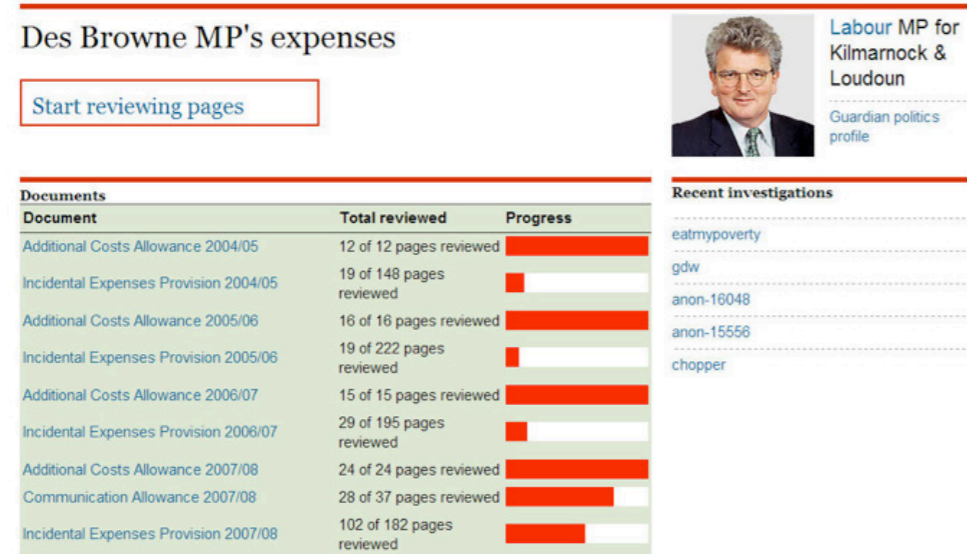 Des Browne MP's expenses
Start reviewing pages
Labour MP for
Kilmarnock &
Loudoun
Guardian politics
profile
Documents
Document Total reviewed Progress
Additional Costs Allowance 2004/05 12 of 12 pages reviewed
Incidental Expenses Provision 2004/05 19 of 148 pages
reviewed
Additional Costs Allowance 2005/06 16 of 16 pages reviewed
Incidental Expenses Provision 2005/06 19 of 222 pages
reviewed
Additional Costs Allowance 2006/07 15 of 15 pages reviewed
Incidental Expenses Provision 2006/07 29 of 195 pages
reviewed
Additional Costs Allowance 2007/08 24 of 24 pages reviewed
Communication Allowance 2007/08 28 of 37 pages reviewed
Incidental Expenses Provision 2007/08 102 of 182 pages
reviewed
Recent investigations
eatmypoverty
gdw
anon-16048
anon-15556
chopper